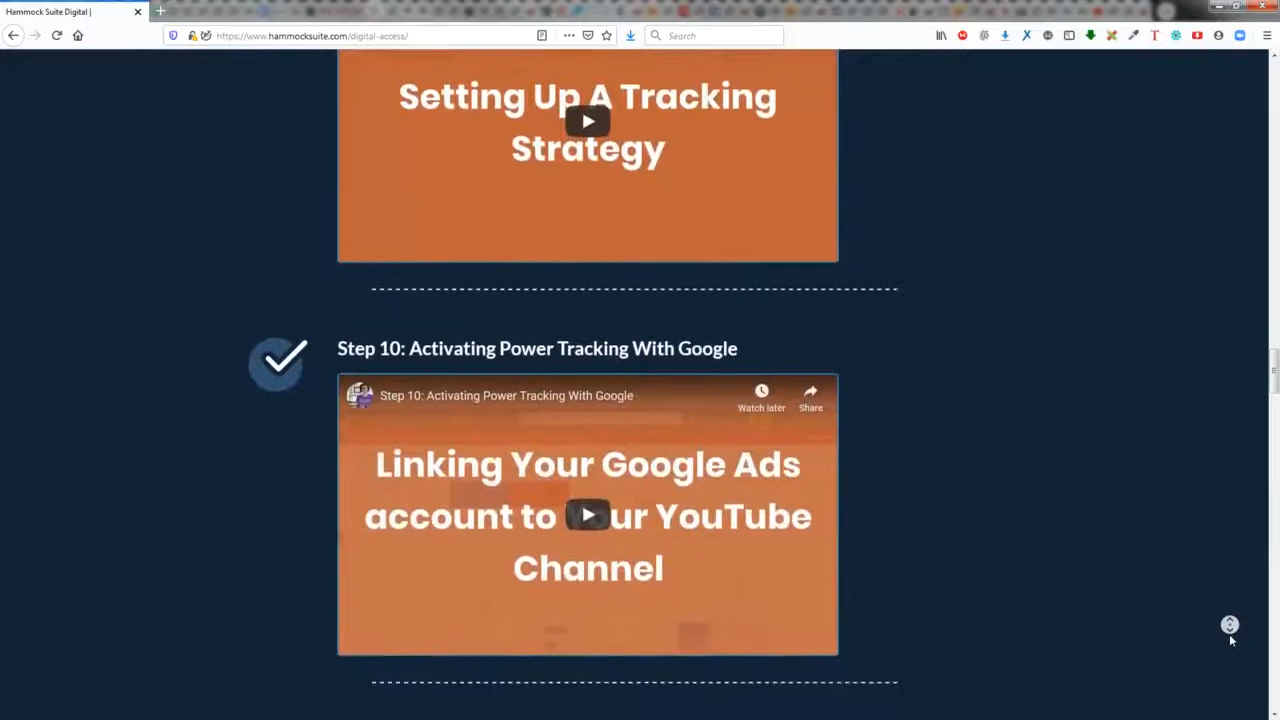 Hammock Suite Digital |
https://www.hammocksuite.com/digital-access/
Search
Setting Up A Tracking
Strategy
Step 10: Activating Power Tracking With Google
Step 10: Activating Power Tracking With Google
Watch later
Share
Linking Your Google Ads
account to ur YouTube
Channel